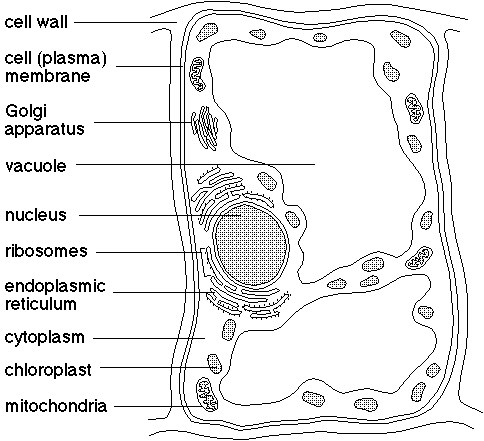 cell wall
cell (plasma)
membrane
Golgi
apparatus
vacuole
nucleus
ribosomes
endoplasmic
reticulum
cytoplasm
chloroplast
mitochondria